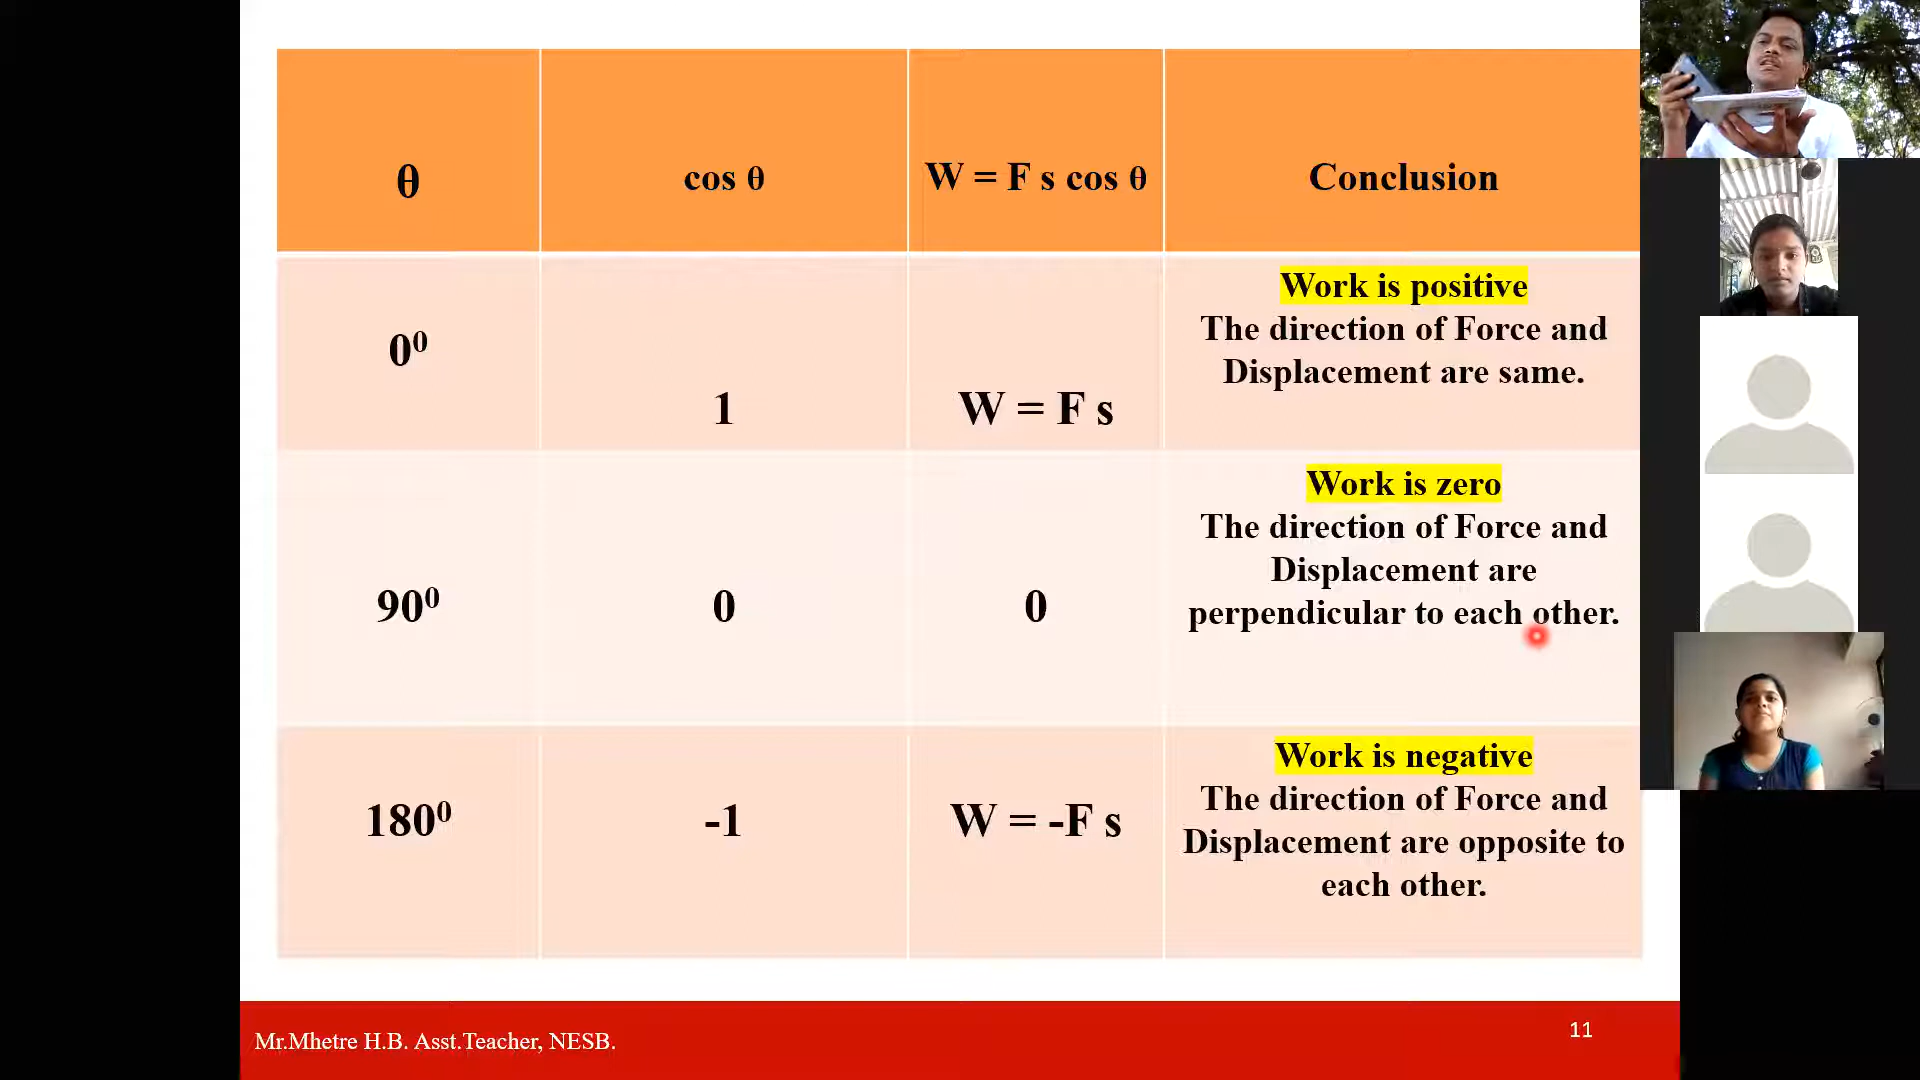 θ
cos θ
W = F s cos θ
Conclusion
0⁰
1
W = F s
Work is positive
The direction of Force and
Displacement are same.
90⁰
0
0
Work is zero
The direction of Force and
Displacement are
perpendicular to each other.
180⁰
-1
W = -F s
Work is negative
The direction of Force and
Displacement are opposite to
each other.
Mr.Mhetre H.B. Asst.Teacher, NESB.
11